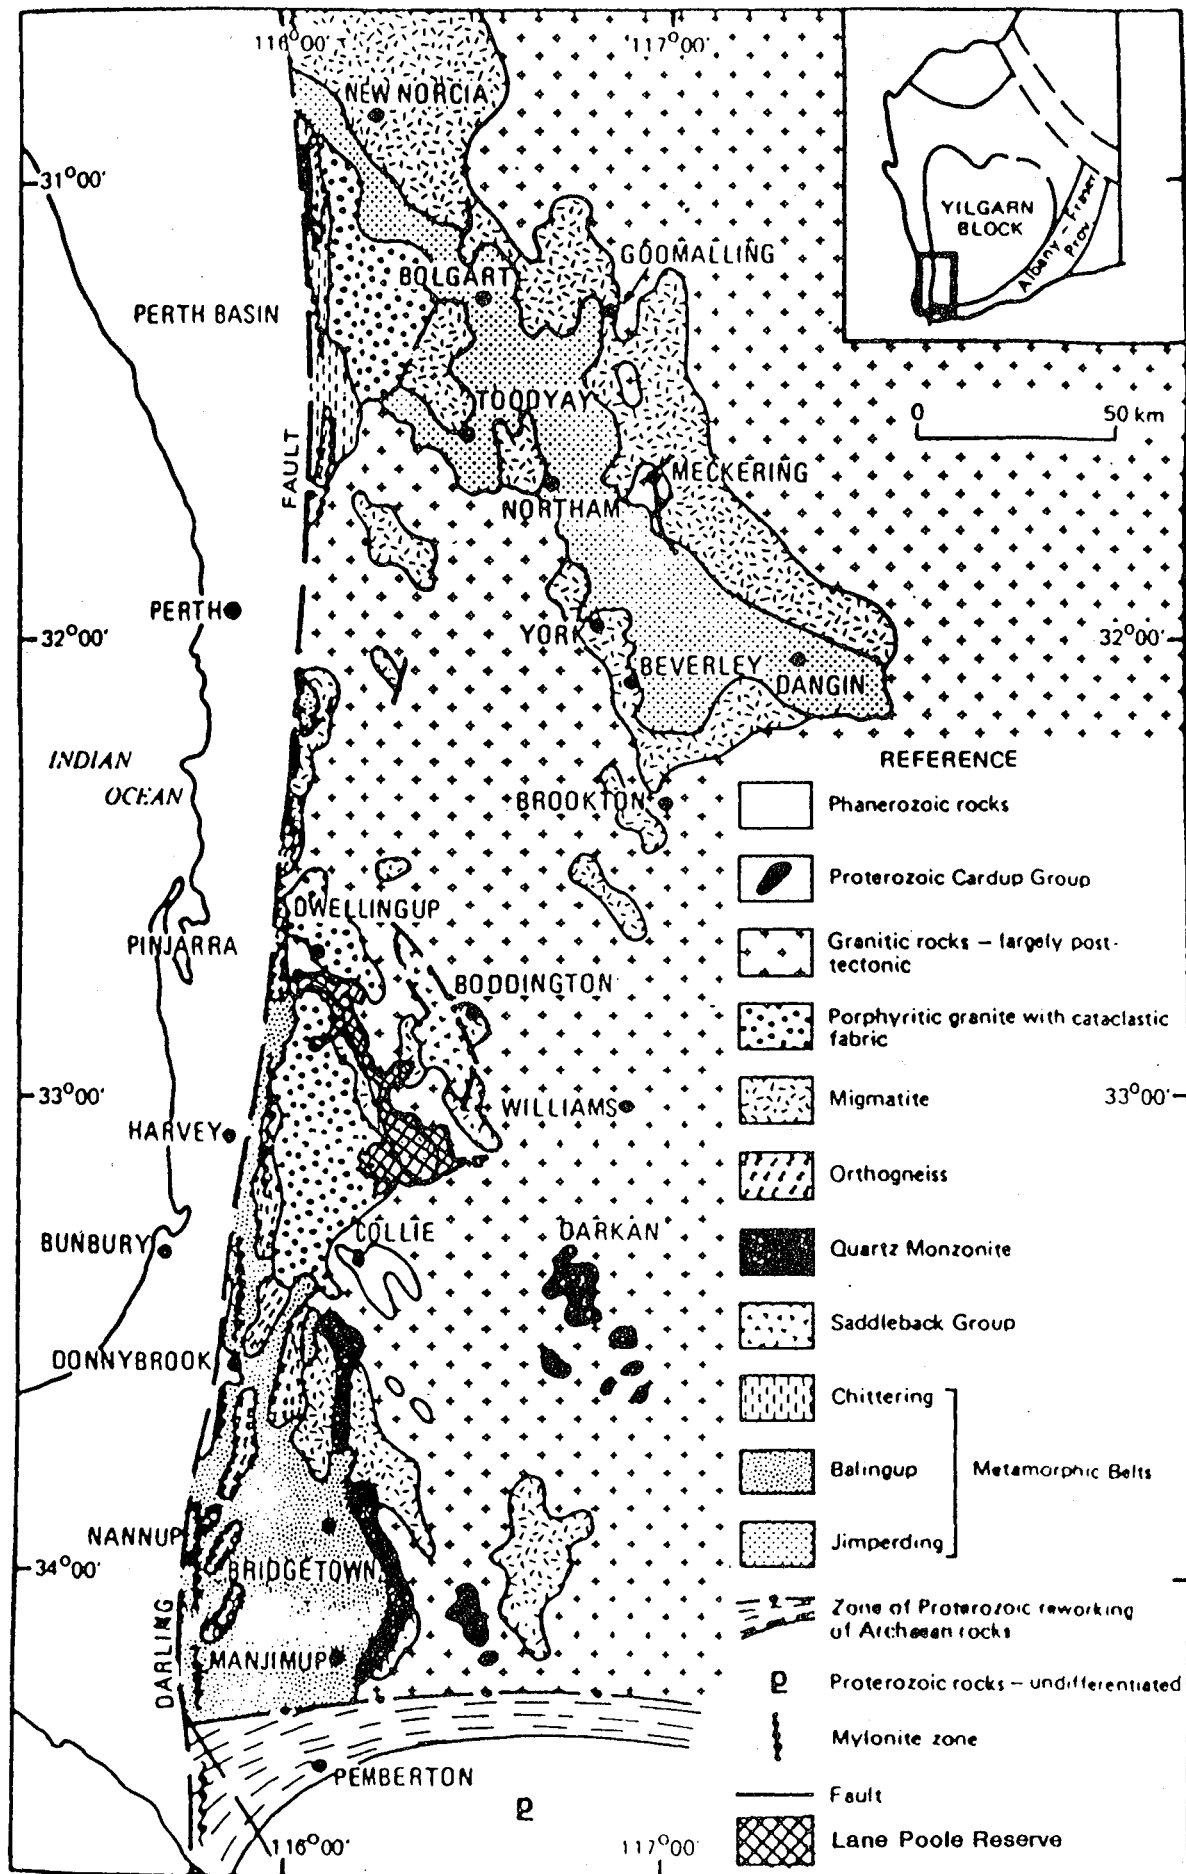 116°00'
117°00'
NEW NORCIA
31°00'
YILGARN
BLOCK
Albany - Fraser
Prov.
GOOMALLING
BOLGART
PERTH BASIN
TOODYAY
0 50 km
FAULT
MECKERING
NORTHAM
PERTH
32°00'
YORK
32°00'
BEVERLEY
DANGIN
INDIAN
OCEAN
REFERENCE
BROOKTON
Phanerozoic rocks
Proterozoic Cardup Group
DWELLINGUP
PINJARRA
Granitic rocks – largely post-
tectonic
BODDINGTON
Porphyritic granite with cataclastic
fabric
33°00'
WILLIAMS
Migmatite
33°00'
HARVEY
Orthogneiss
BUNBURY
COLLIE
DARKAN
Quartz Monzonite
Saddleback Group
DONNYBROOK
Chittering
Balingup
Metamorphic Belts
NANNUP
Jimperding
34°00'
BRIDGETOWN
DARLING
Zone of Proterozoic reworking
of Archaean rocks
MANJIMUP
P
Proterozoic rocks – undifferentiated
Mylonite zone
PEMBERTON
Fault
P
Lane Poole Reserve
116°00'
117°00'